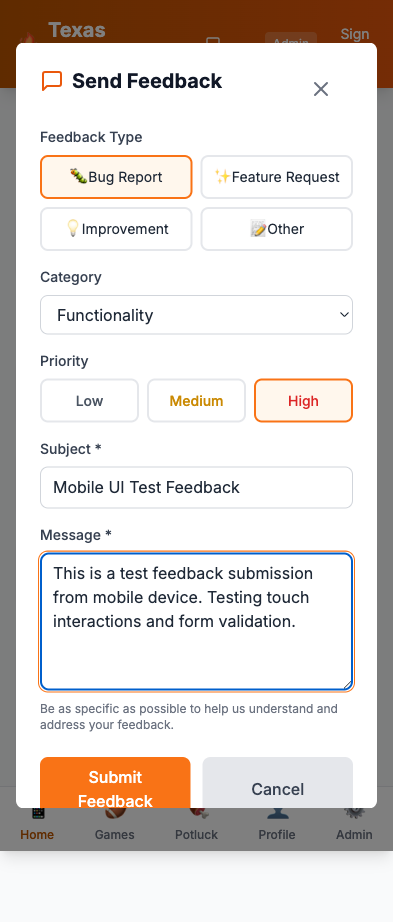 Texas
Sign
Admin
Send Feedback
Feedback Type
🐛Bug Report
✨Feature Request
💡Improvement
📝Other
Category
Functionality
Priority
Low
Medium
High
Subject *
Mobile UI Test Feedback
Message *
This is a test feedback submission
from mobile device. Testing touch
interactions and form validation.
Be as specific as possible to help us understand and
address your feedback.
Submit
Feedback
Cancel
Home
Games
Potluck
Profile
Admin